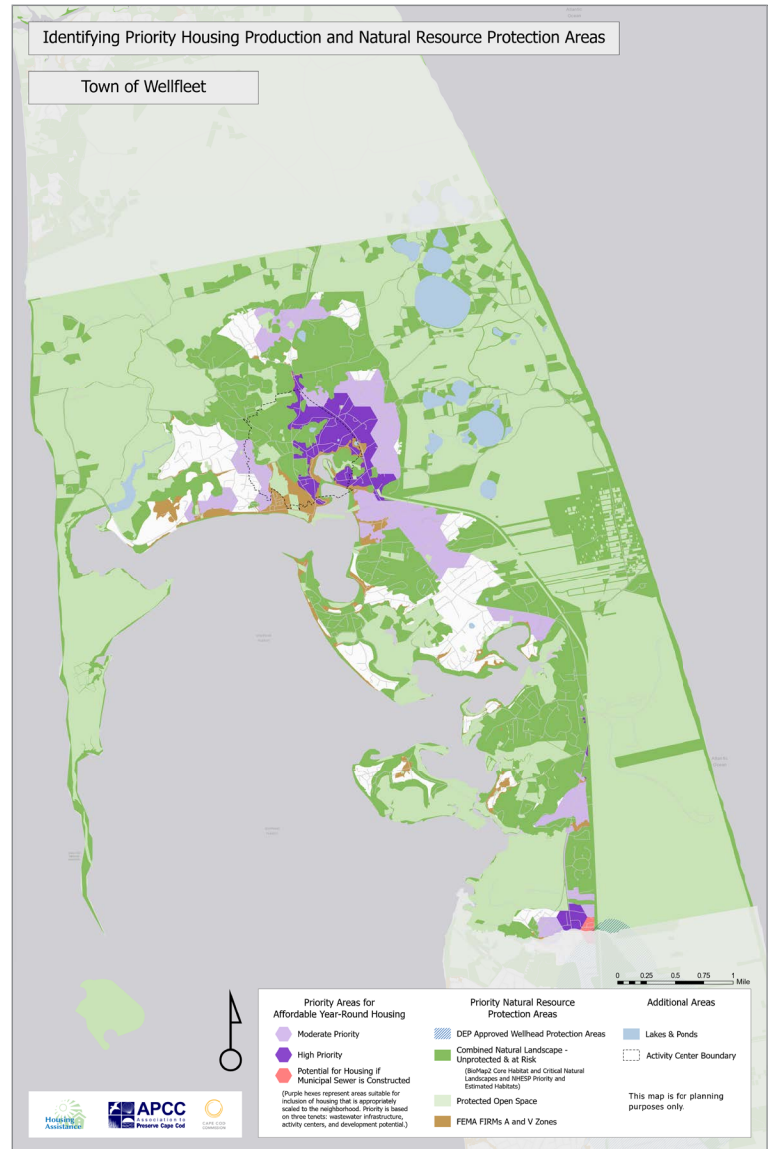 Identifying Priority Housing Production and Natural Resource Protection Areas
Town of Wellfleet
0 0.25 0.5 0.75 1
Mile
Priority Areas for
Affordable Year-Round Housing
Moderate Priority
High Priority
Potential for Housing if
Municipal Sewer is Constructed
(Purple hexes represent areas suitable for
inclusion of housing that is appropriately
scaled to the neighborhood. Priority is based
on three tenets: wastewater infrastructure,
activity centers, and development potential.)
Priority Natural Resource
Protection Areas
DEP Approved Wellhead Protection Areas
Combined Natural Landscape -
Unprotected & at Risk
(BioMap2 Core Habitat and Critical Natural
Landscapes and NHESP Priority and
Estimated Habitats)
Protected Open Space
FEMA FIRMs A and V Zones
Additional Areas
Lakes & Ponds
Activity Center Boundary
This map is for planning
purposes only.
Housing
Assistance
APCC
Association to
Preserve Cape Cod
CAPE COD
COMMISSION